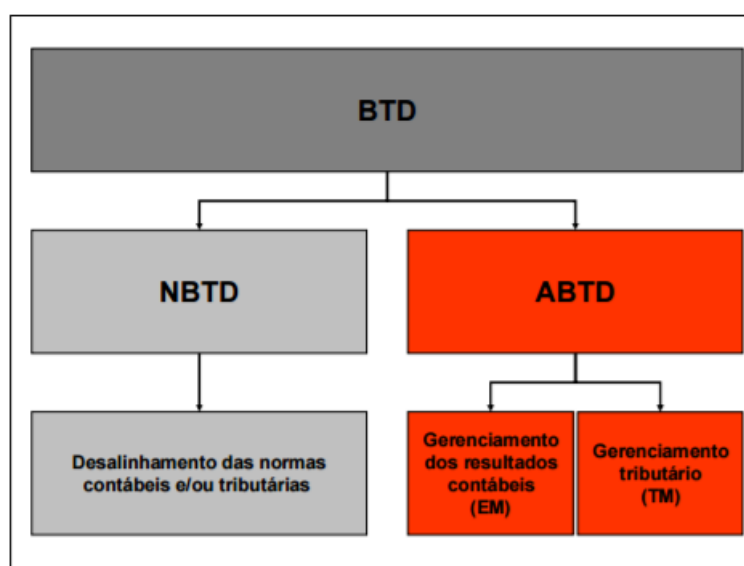 BTD
NBTD
ABTD
Desalinhamento das normas
contábeis e/ou tributárias
Gerenciamento
dos resultados
contábeis
(EM)
Gerenciamento
tributário
(TM)